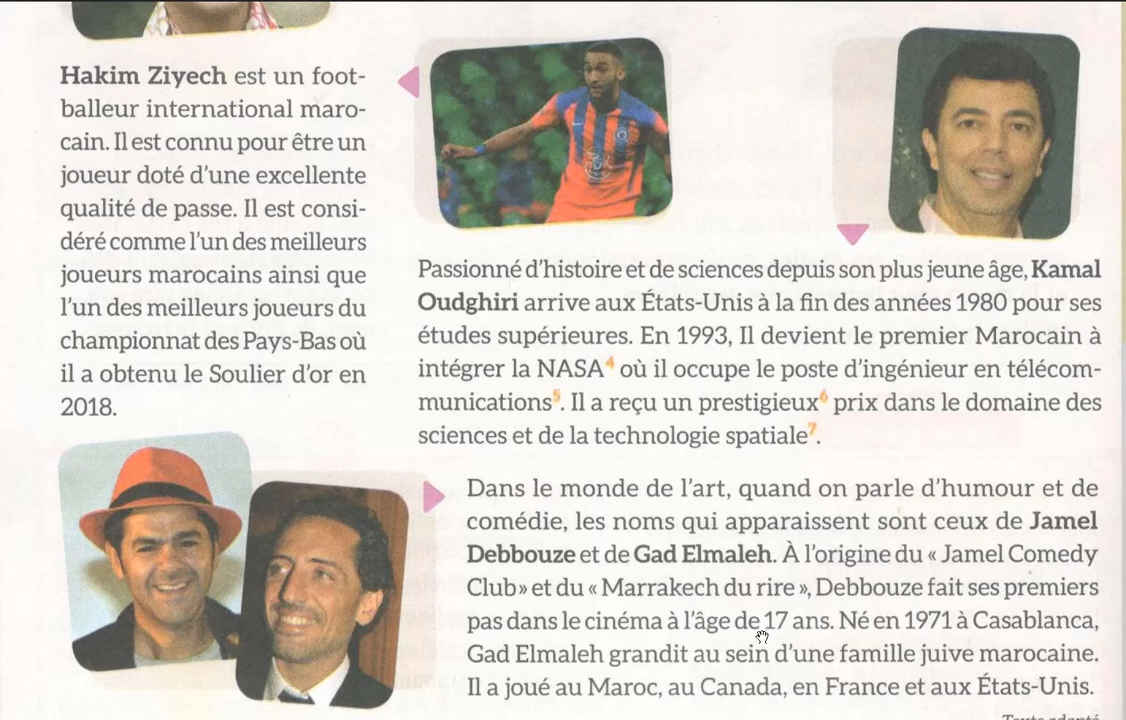 Hakim Ziyech est un foot-
balleur international maro-
cain. Il est connu pour être un
joueur doté d'une excellente
qualité de passe. Il est consi-
déré comme l'un des meilleurs
joueurs marocains ainsi que
l'un des meilleurs joueurs du
championnat des Pays-Bas où
il a obtenu le Soulier d'or en
2018.
Passionné d'histoire et de sciences depuis son plus jeune âge, Kamal
Oudghiri arrive aux États-Unis à la fin des années 1980 pour ses
études supérieures. En 1993, Il devient le premier Marocain à
intégrer la NASA4 où il occupe le poste d'ingénieur en télécom-
munications5. Il a reçu un prestigieux6 prix dans le domaine des
sciences et de la technologie spatiale7.
Dans le monde de l'art, quand on parle d'humour et de
comédie, les noms qui apparaissent sont ceux de Jamel
Debbouze et de Gad Elmaleh. À l'origine du « Jamel Comedy
Club » et du « Marrakech du rire », Debbouze fait ses premiers
pas dans le cinéma à l'âge de 17 ans. Né en 1971 à Casablanca,
Gad Elmaleh grandit au sein d'une famille juive marocaine.
Il a joué au Maroc, au Canada, en France et aux États-Unis.
Texte adapté